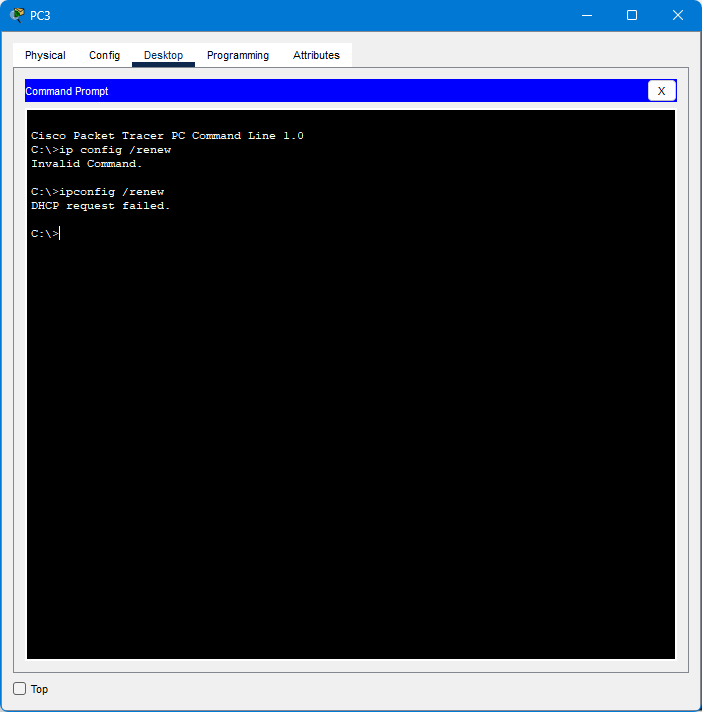 PC3
Physical Config Desktop Programming Attributes
Command Prompt X
Cisco Packet Tracer PC Command Line 1.0
C:\>ip config /renew
Invalid Command.
C:\>ipconfig /renew
DHCP request failed.
C:\>
Top